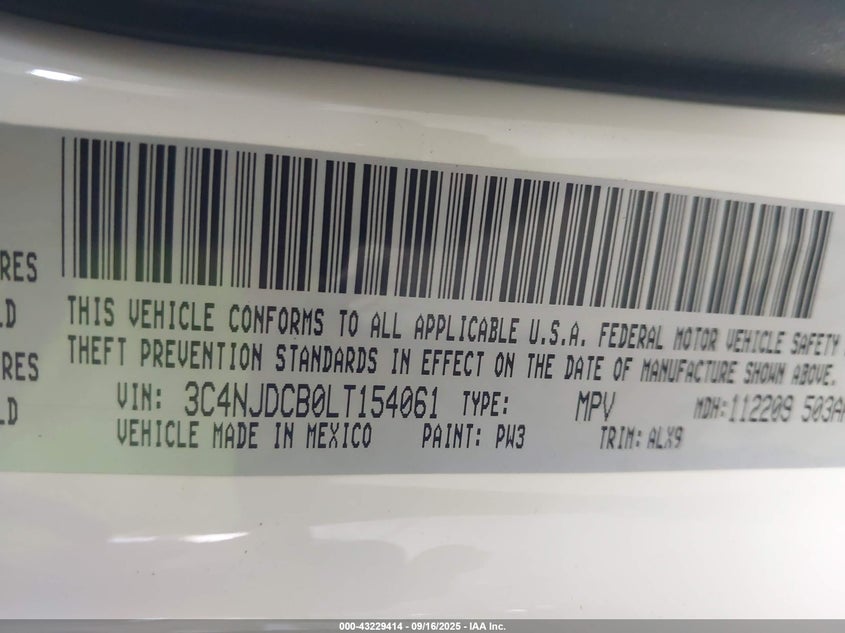 RES
LD
RES
LD
THIS VEHICLE CONFORMS TO ALL APPLICABLE U.S.A. FEDERAL MOTOR VEHICLE SAFETY
THEFT PREVENTION STANDARDS IN EFFECT ON THE DATE OF MANUFACTURE SHOWN ABOVE.
VIN: 3C4NJDCB0LT154061 TYPE: MPV MDH:112209 503A
VEHICLE MADE IN MEXICO PAINT: PW3 TRIM: ALX9
000-43229414 - 09/16/2025 - IAA Inc.